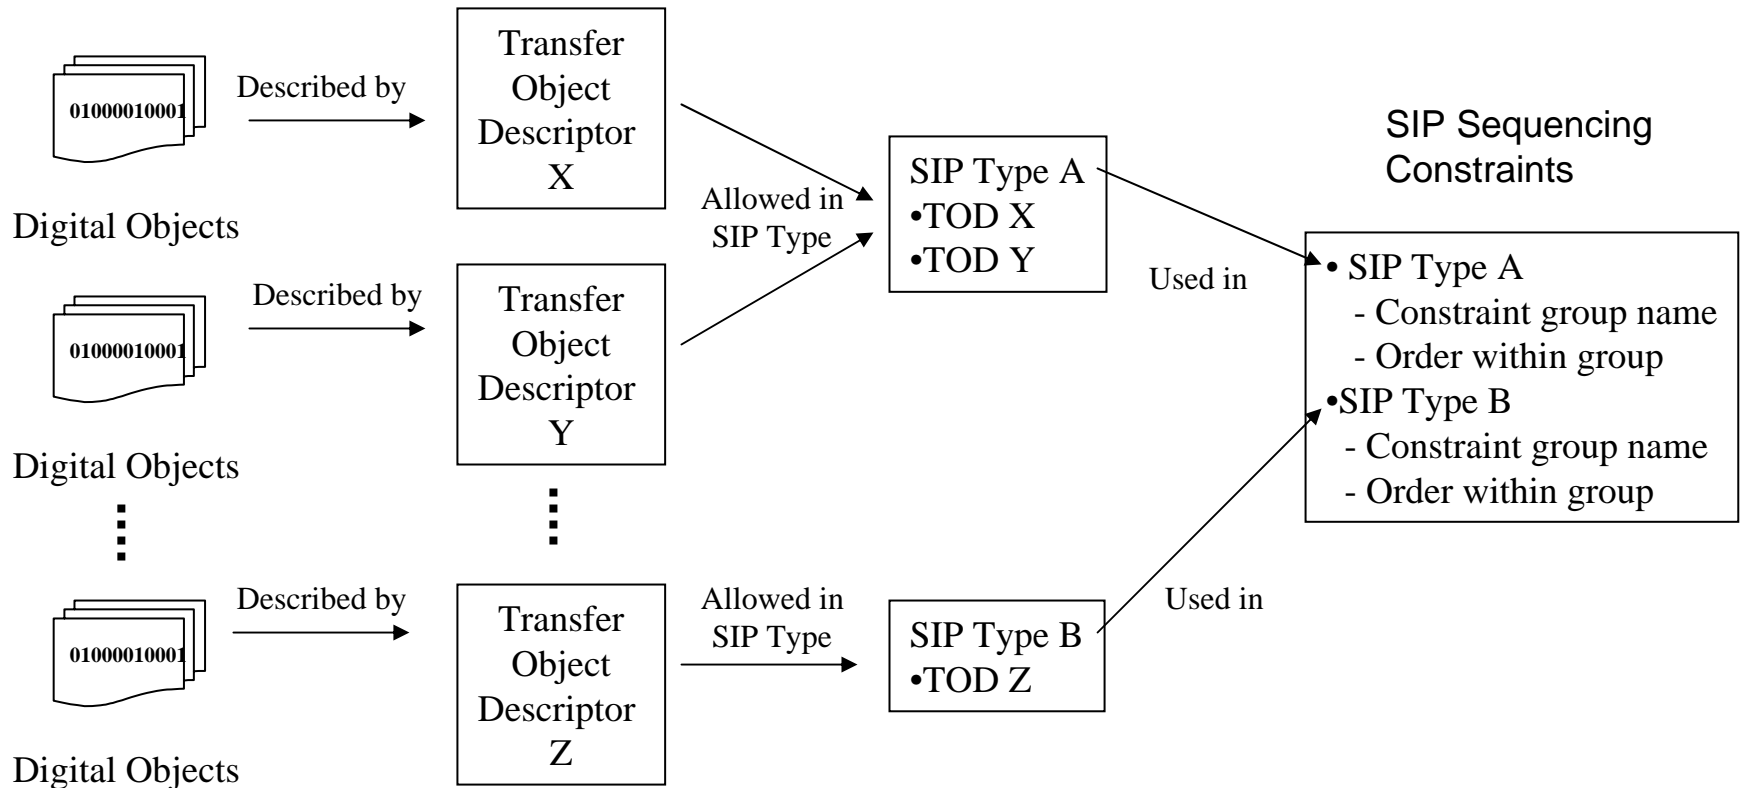 01000010001
Digital Objects
Described by
Transfer
Object
Descriptor
X
01000010001
Digital Objects
Described by
Transfer
Object
Descriptor
Y
01000010001
Digital Objects
Described by
Transfer
Object
Descriptor
Z
Allowed in
SIP Type
SIP Type A
•TOD X
•TOD Y
Allowed in
SIP Type
SIP Type B
•TOD Z
Used in
Used in
SIP Sequencing
Constraints
• SIP Type A
- Constraint group name
- Order within group
•SIP Type B
- Constraint group name
- Order within group